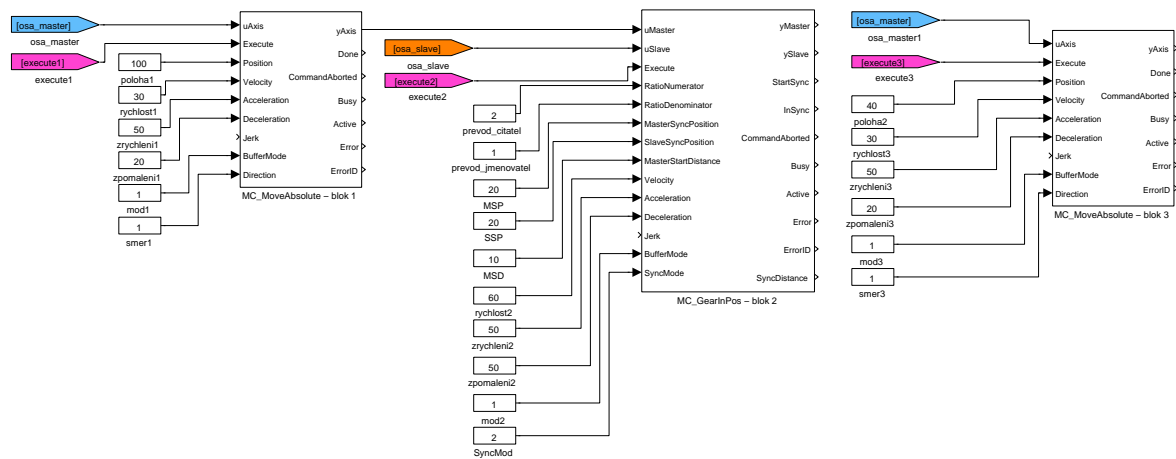 [osa_master]
osa_master
[execute1]
execute1
100
poloha1
30
rychlost1
50
zrychleni1
20
zpomaleni1
1
mod1
1
smer1
uAxis
Execute
Position
Velocity
Acceleration
Deceleration
Jerk
BufferMode
Direction
yAxis
Done
CommandAborted
Busy
Active
Error
ErrorID
MC_MoveAbsolute – blok 1
[osa_slave]
osa_slave
[execute2]
execute2
2
prevod_citatel
1
prevod_jmenovatel
20
MSP
20
SSP
10
MSD
60
rychlost2
50
zrychleni2
50
zpomaleni2
1
mod2
2
SyncMod
uMaster
uSlave
Execute
RatioNumerator
RatioDenominator
MasterSyncPosition
SlaveSyncPosition
MasterStartDistance
Velocity
Acceleration
Deceleration
Jerk
BufferMode
SyncMode
yMaster
ySlave
StartSync
InSync
CommandAborted
Busy
Active
Error
ErrorID
SyncDistance
MC_GearInPos – blok 2
[osa_master]
osa_master1
[execute3]
execute3
40
poloha2
30
rychlost3
50
zrychleni3
20
zpomaleni3
1
mod3
1
smer3
uAxis
Execute
Position
Velocity
Acceleration
Deceleration
Jerk
BufferMode
Direction
yAxis
Done
CommandAborted
Busy
Active
Error
ErrorID
MC_MoveAbsolute – blok 3